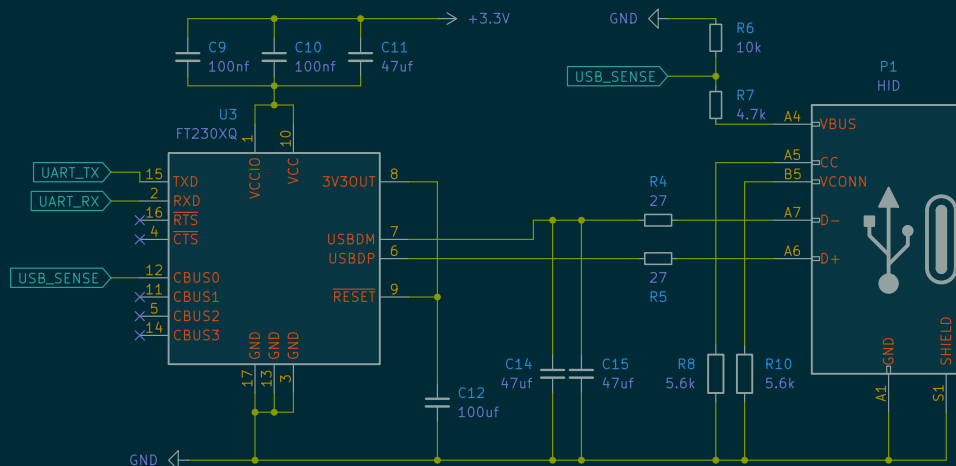 +3.3V
GND
C9
100nf
C10
100nf
C11
47uf
R6
10k
USB_SENSE
R7
4.7k
P1
HID
U3
FT230XQ
1
10
VCCIO
VCC
A4
VBUS
A5
CC
B5
VCONN
A7
D-
A6
D+
R4
27
27
R5
UART_TX
15
TXD
UART_RX
2
RXD
16
RTS
4
CTS
USB_SENSE
12
CBUS0
11
CBUS1
5
CBUS2
14
CBUS3
3V3OUT
8
USBDM
7
USBDP
6
RESET
9
GND
GND
GND
17
13
3
C12
100uf
C14
47uf
C15
47uf
R8
5.6k
R10
5.6k
GND
SHIELD
A1
S1
GND